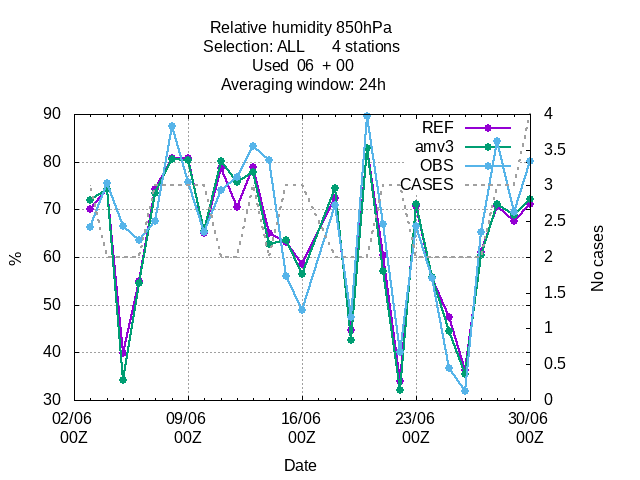 Relative humidity 850hPa
Selection: ALL 4 stations
Used 06 + 00
Averaging window: 24h
90
80
70
60
50
40
30
%
4
3.5
3
2.5
2
1.5
1
0.5
0
No cases
REF
amv3
OBS
CASES
02/06 09/06 16/06 23/06 30/06
00Z 00Z 00Z 00Z 00Z
Date